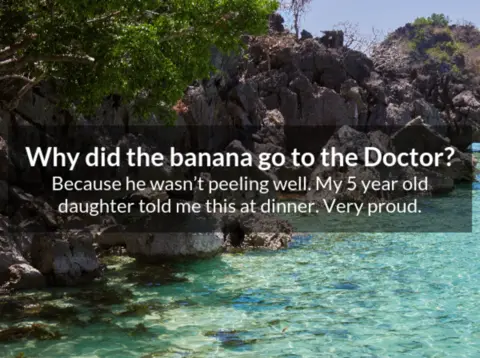 Why did the banana go to the Doctor?
Because he wasn't peeling well. My 5 year old
daughter told me this at dinner. Very proud.